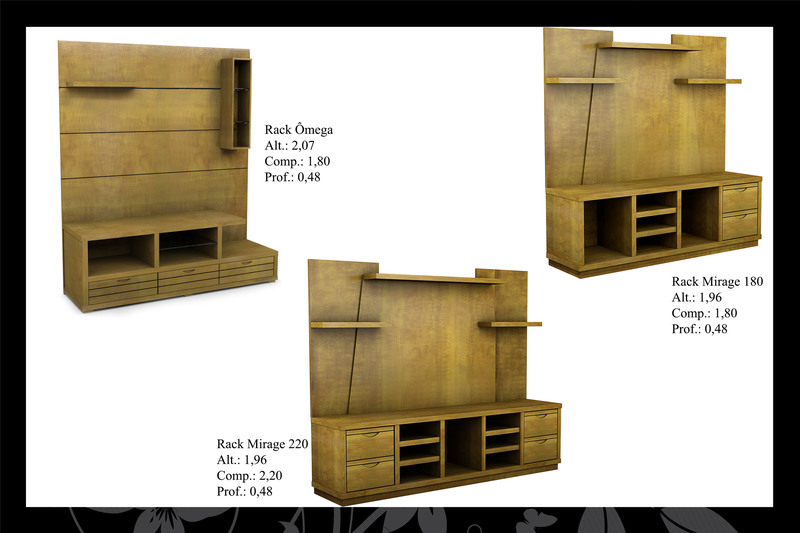 Rack Ômega
Alt.: 2,07
Comp.: 1,80
Prof.: 0,48
Rack Mirage 180
Alt.: 1,96
Comp.: 1,80
Prof.: 0,48
Rack Mirage 220
Alt.: 1,96
Comp.: 2,20
Prof.: 0,48